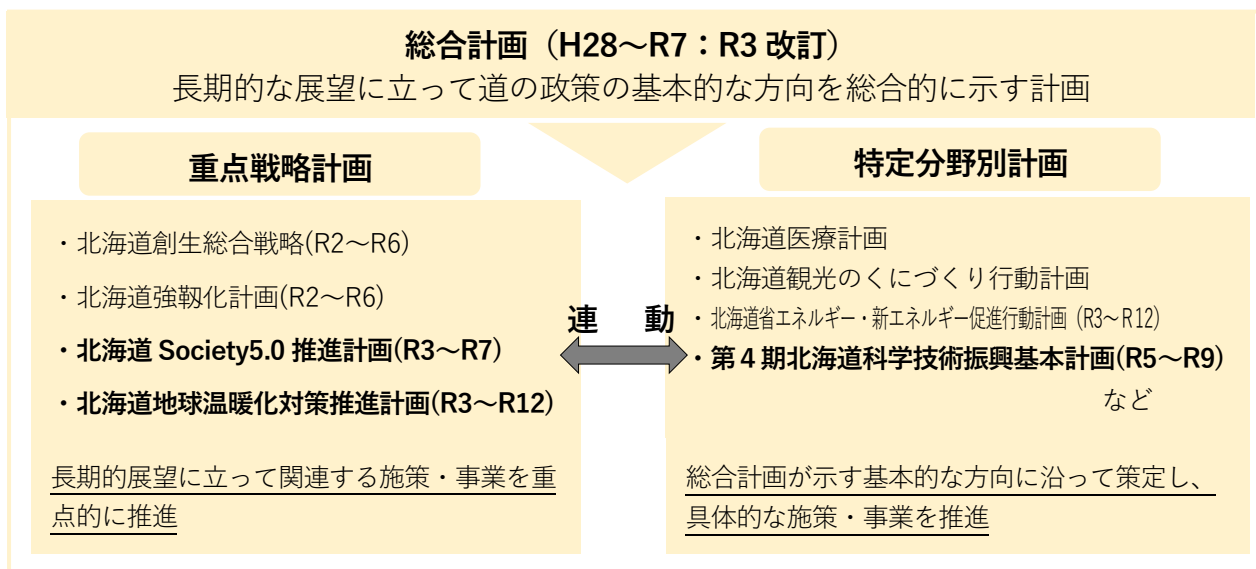 総合計画（H28～R7：R3 改訂）
長期的な展望に立って道の政策の基本的な方向を総合的に示す計画
重点戦略計画
・北海道創生総合戦略(R2～R6)
・北海道強靱化計画(R2～R6)
・北海道 Society5.0 推進計画(R3～R7)
・北海道地球温暖化対策推進計画(R3～R12)
長期的展望に立って関連する施策・事業を重
点的に推進
連　動
特定分野別計画
・北海道医療計画
・北海道観光のくにづくり行動計画
・北海道省エネルギー・新エネルギー促進行動計画（R3～R12）
・第４期北海道科学技術振興基本計画(R5～R9)
など
総合計画が示す基本的な方向に沿って策定し、
具体的な施策・事業を推進